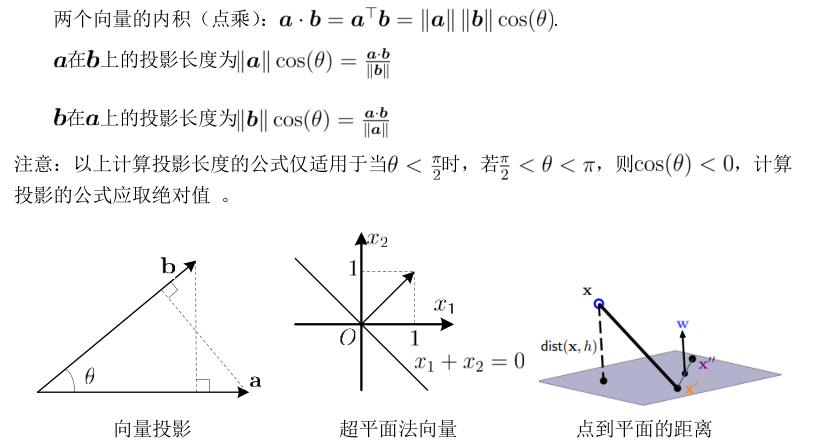 两个向量的内积（点乘）：a · b = a⊤b = ‖a‖ ‖b‖ cos(θ).
a在b上的投影长度为‖a‖ cos(θ) = a·b/‖b‖
b在a上的投影长度为‖b‖ cos(θ) = a·b/‖a‖
注意：以上计算投影长度的公式仅适用于当θ < π/2时，若π/2 < θ < π，则cos(θ) < 0，计算
投影的公式应取绝对值 。
b
θ
a
向量投影
x₂
1
x₁
O
1
x₁ + x₂ = 0
超平面法向量
x
w
dist(x, h)
x′′
x′
点到平面的距离